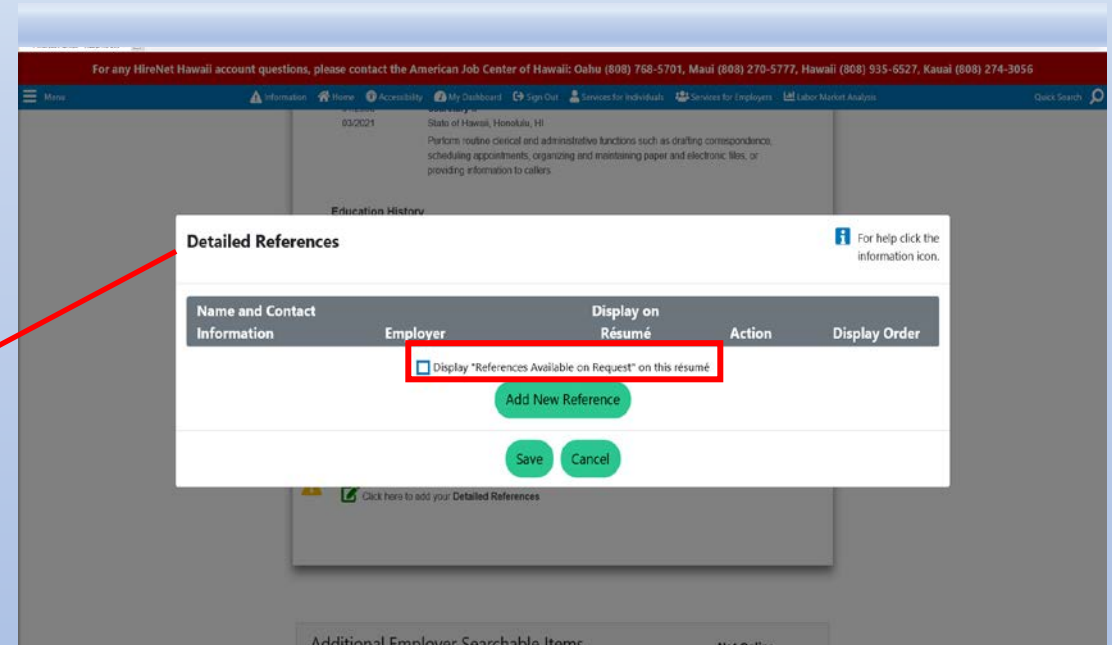 For any HireNet Hawaii account questions, please contact the American Job Center of Hawaii: Oahu (808) 768-5701, Maui (808) 270-5777, Hawaii (808) 935-6527, Kauai (808) 274-3056
Menu Information Home Accessibility My Dashboard Sign Out Services for Individuals Services for Employers Labor Market Analysis Quick Search
03/2021 State of Hawaii, Honolulu, HI
Perform routine clerical and administrative functions such as drafting correspondence,
scheduling appointments, organizing and maintaining paper and electronic files, or
providing information to callers.
Education History
Detailed References
For help click the
information icon.
Name and Contact Display on
Information Employer Résumé Action Display Order
Display "References Available on Request" on this résumé
Add New Reference
Save Cancel
Click here to add your Detailed References
Additional Employer Searchable Items